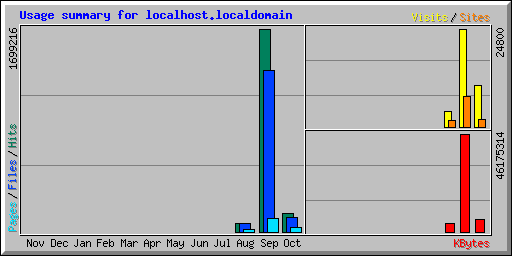 Usage summary for localhost.localdomain
Visits/Sites
1699216
24800
Pages/Files/Hits
46175314
Nov Dec Jan Feb Mar Apr May Jun Jul Aug Sep Oct
KBytes